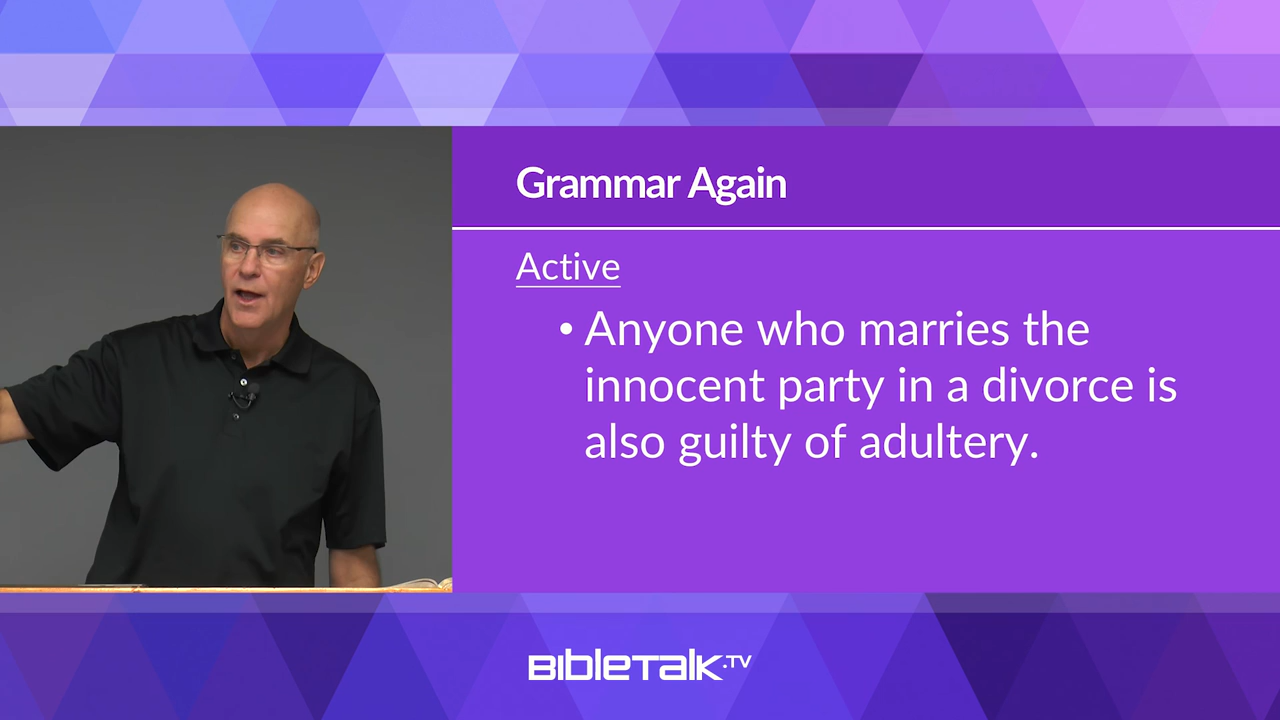 Grammar Again
Active
• Anyone who marries the
innocent party in a divorce is
also guilty of adultery.
BIBLETALK.TV